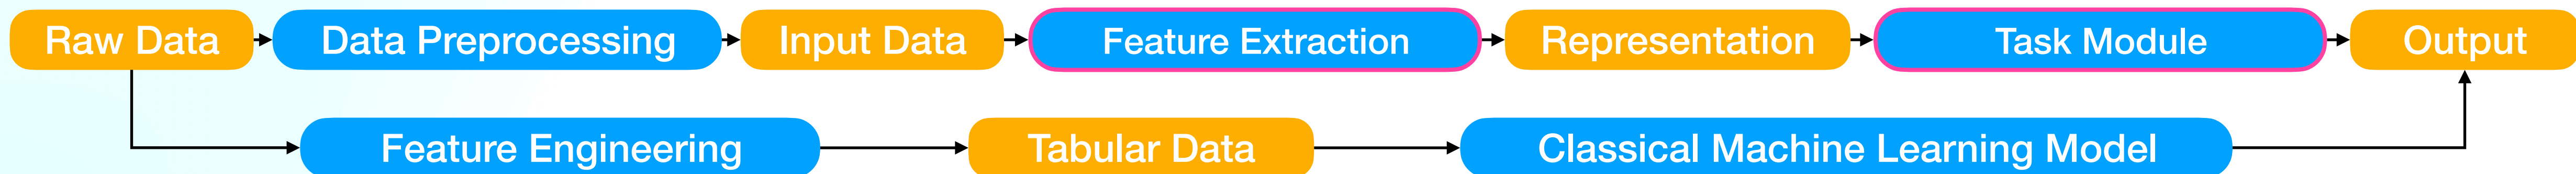 Raw Data
Data Preprocessing
Input Data
Feature Extraction
Representation
Task Module
Output
Feature Engineering
Tabular Data
Classical Machine Learning Model